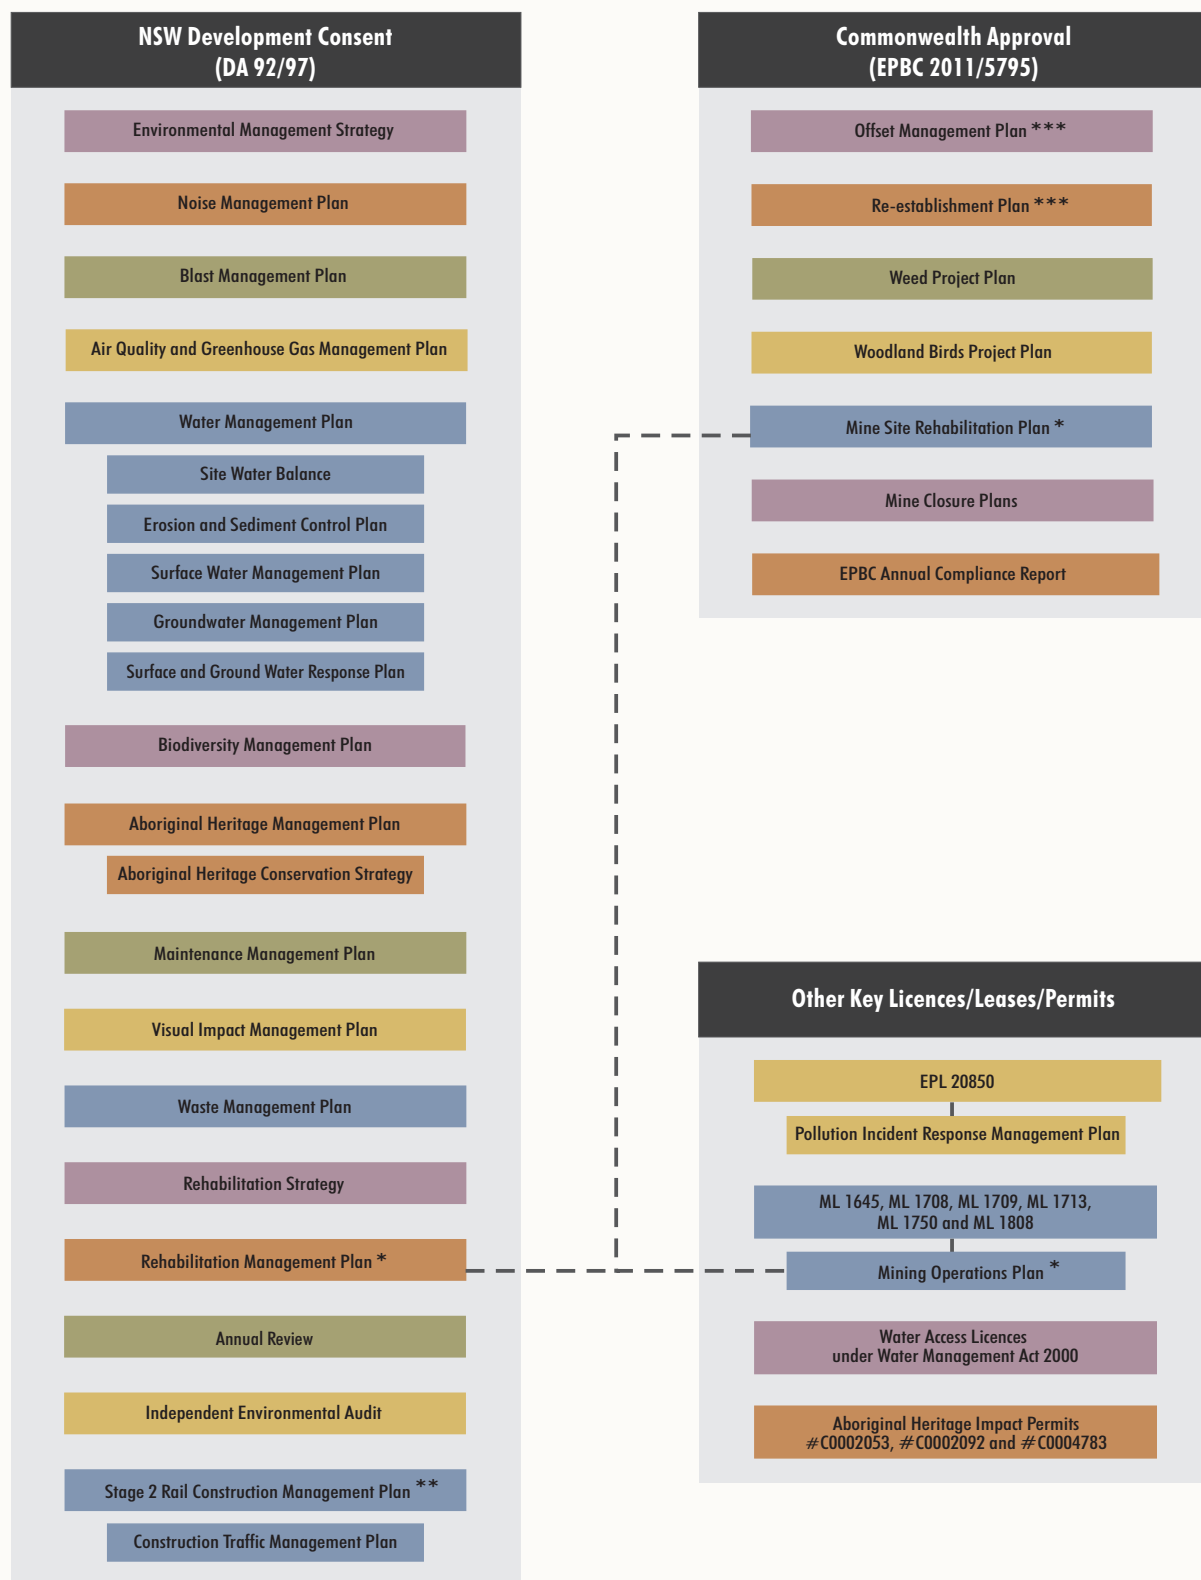 NSW Development Consent
(DA 92/97)
Environmental Management Strategy
Noise Management Plan
Blast Management Plan
Air Quality and Greenhouse Gas Management Plan
Water Management Plan
Site Water Balance
Erosion and Sediment Control Plan
Surface Water Management Plan
Groundwater Management Plan
Surface and Ground Water Response Plan
Biodiversity Management Plan
Aboriginal Heritage Management Plan
Aboriginal Heritage Conservation Strategy
Maintenance Management Plan
Visual Impact Management Plan
Waste Management Plan
Rehabilitation Strategy
Rehabilitation Management Plan *
Annual Review
Independent Environmental Audit
Stage 2 Rail Construction Management Plan **
Construction Traffic Management Plan
Commonwealth Approval
(EPBC 2011/5795)
Offset Management Plan ***
Re-establishment Plan ***
Weed Project Plan
Woodland Birds Project Plan
Mine Site Rehabilitation Plan *
Mine Closure Plans
EPBC Annual Compliance Report
Other Key Licences/Leases/Permits
EPL 20850
Pollution Incident Response Management Plan
ML 1645, ML 1708, ML 1709, ML 1713,
ML 1750 and ML 1808
Mining Operations Plan *
Water Access Licences
under Water Management Act 2000
Aboriginal Heritage Impact Permits
#C0002053, #C0002092 and #C0004783